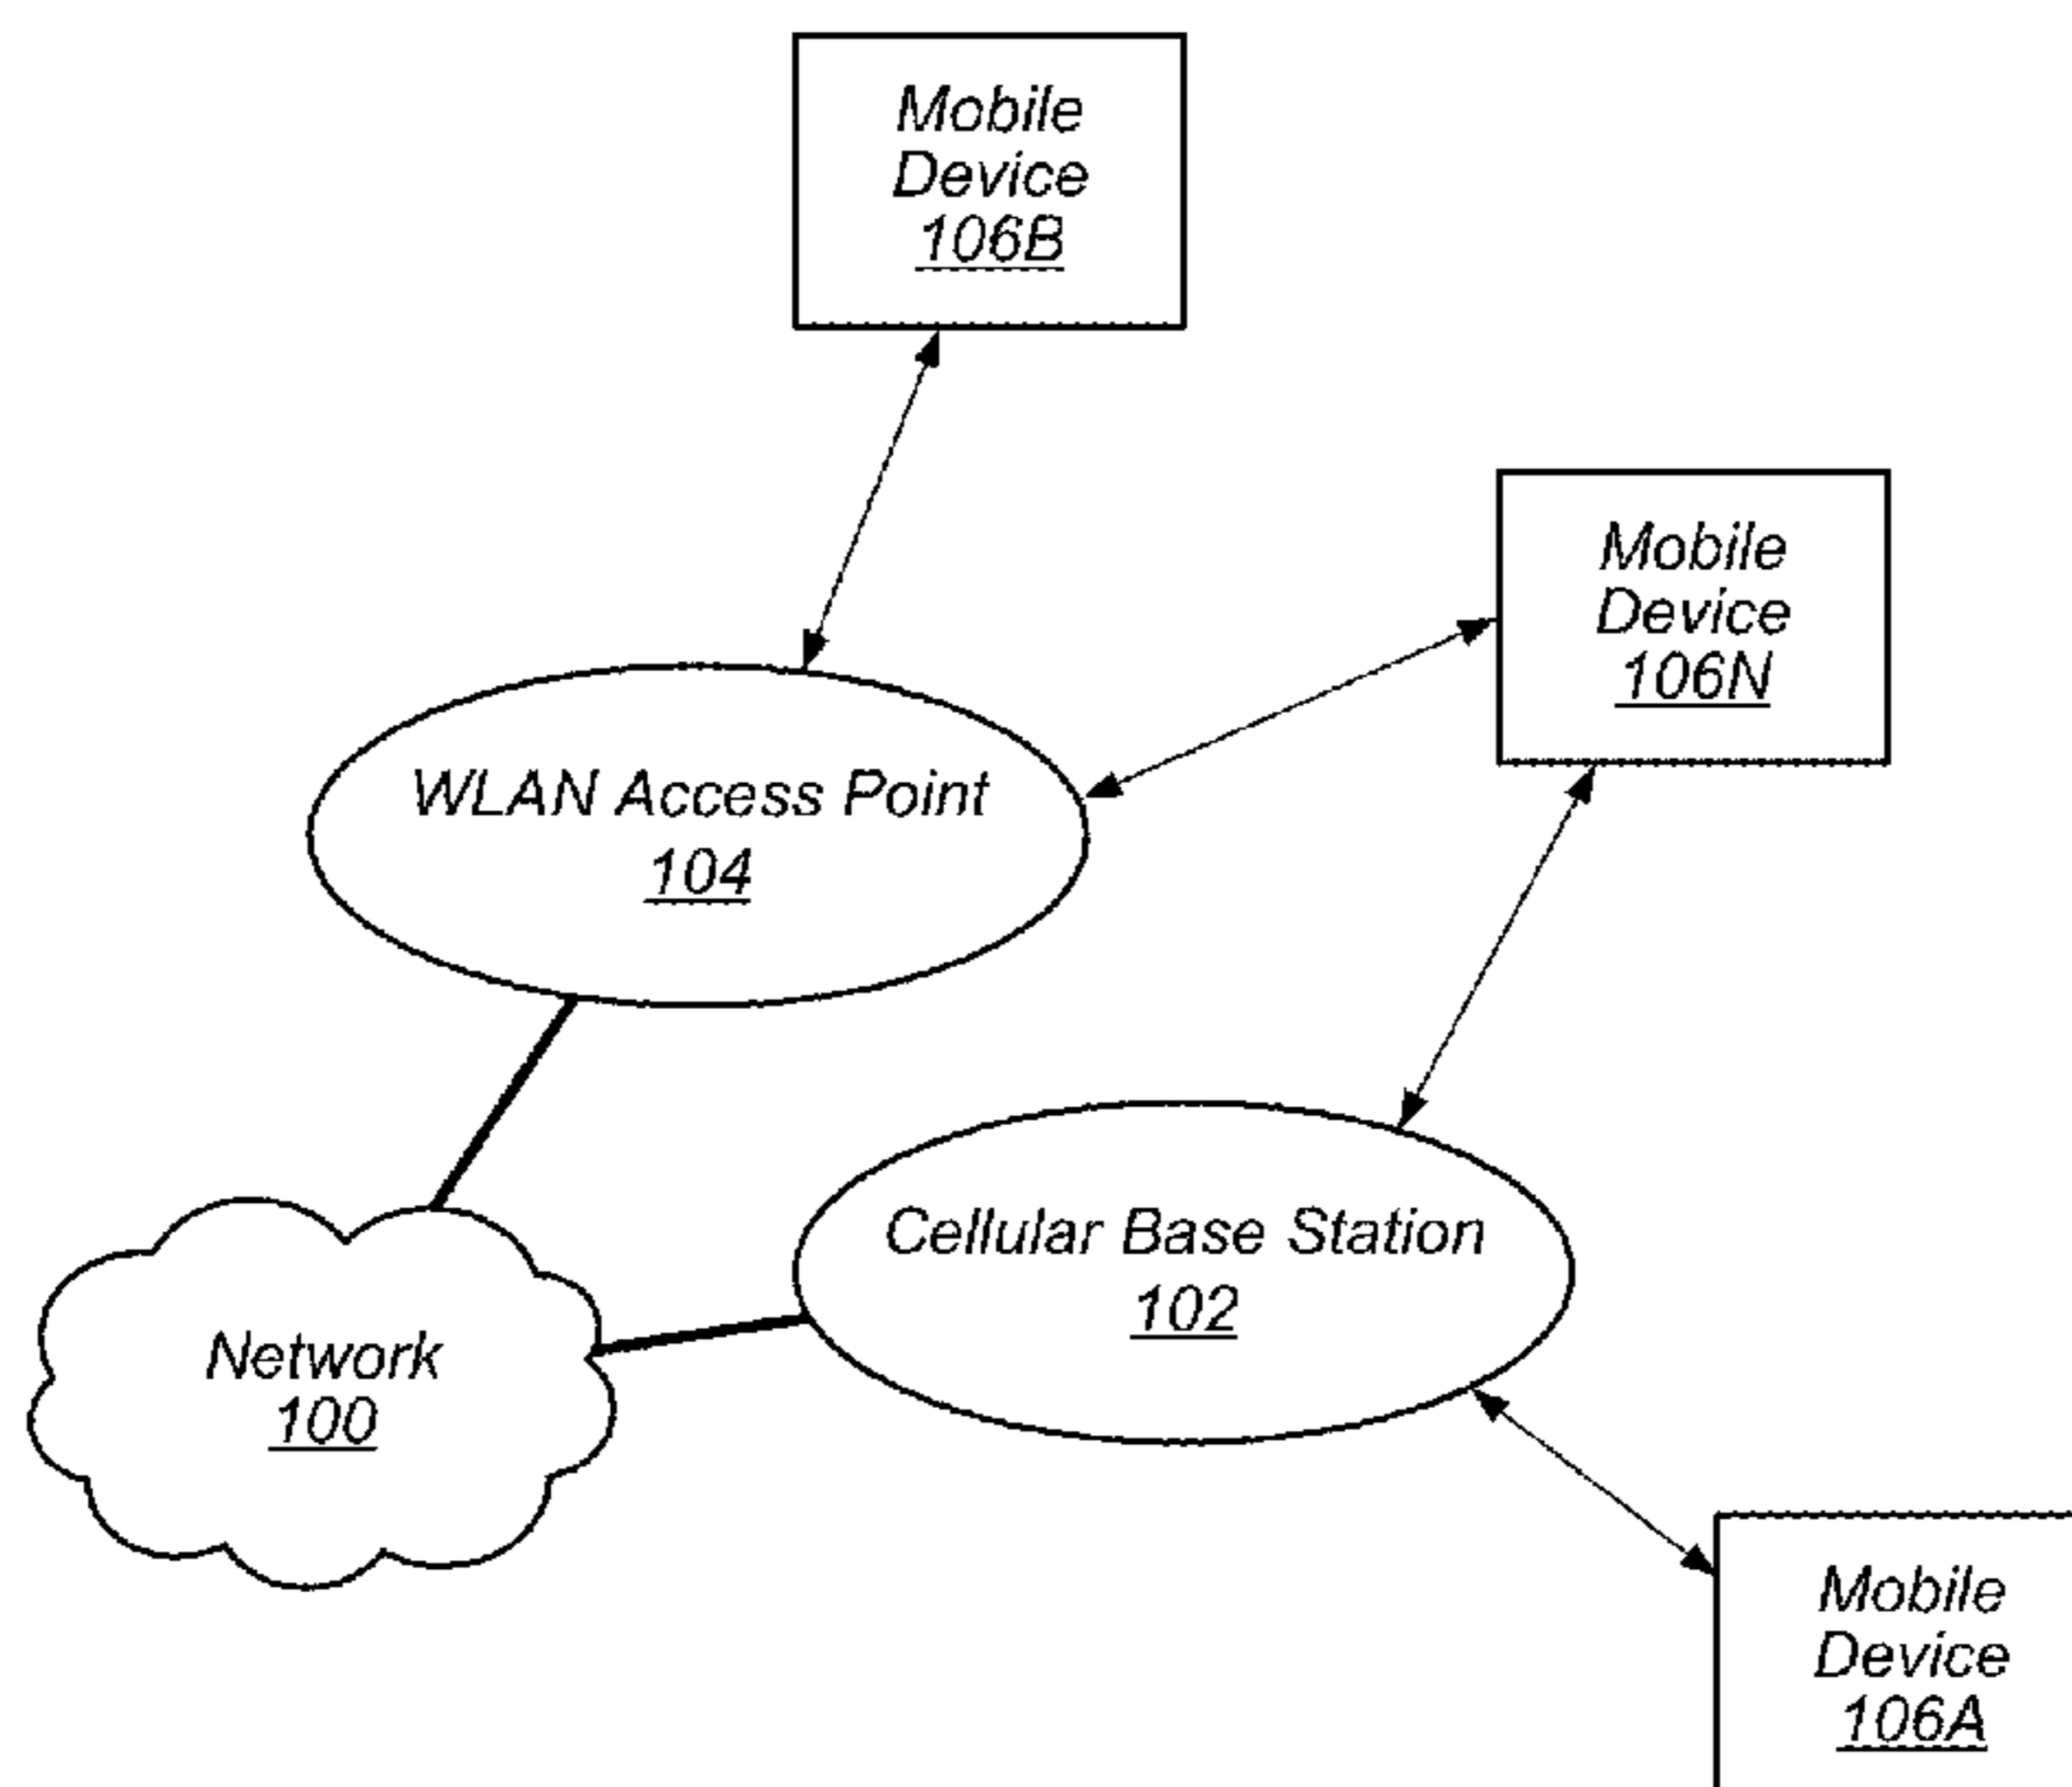 Mobile
Device
106B
Mobile
Device
106N
WLAN Access Point
104
Cellular Base Station
102
Network
100
Mobile
Device
106A